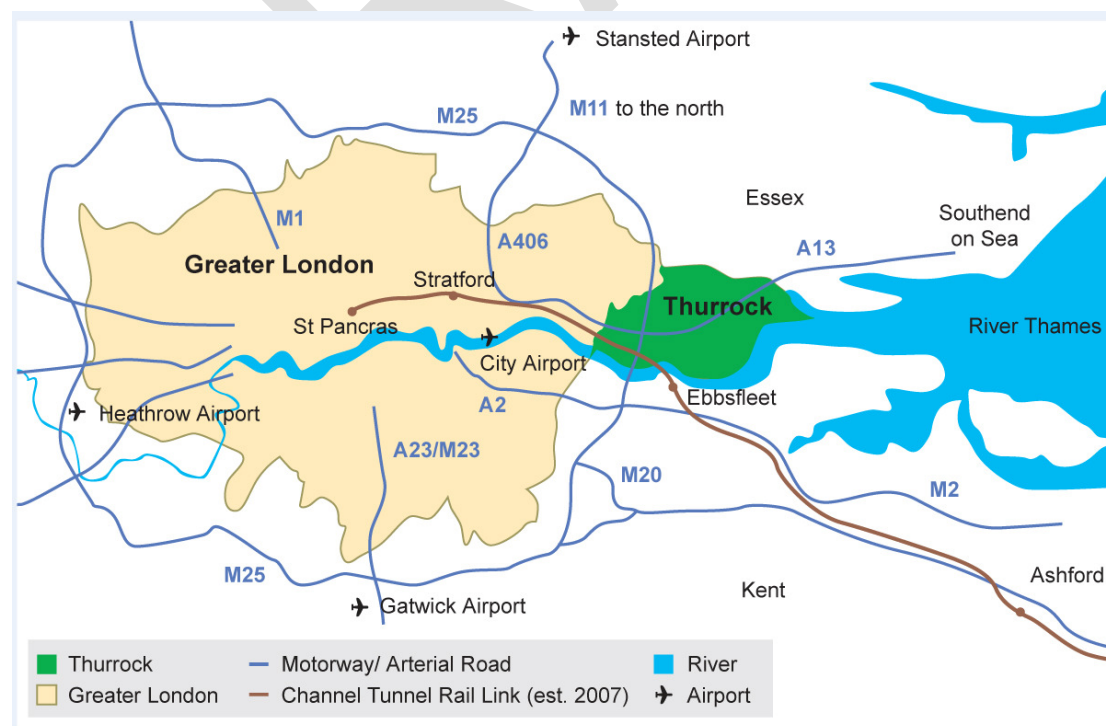 Stansted Airport
M25
M11 to the north
Essex
M1
A406
Southend
on Sea
A13
Greater London
Stratford
Thurrock
St Pancras
River Thames
City Airport
Ebbsfleet
A2
Heathrow Airport
A23/M23
M20
M2
M25
Kent
Ashford
Gatwick Airport
Thurrock
Motorway/ Arterial Road
River
Greater London
Channel Tunnel Rail Link (est. 2007)
Airport